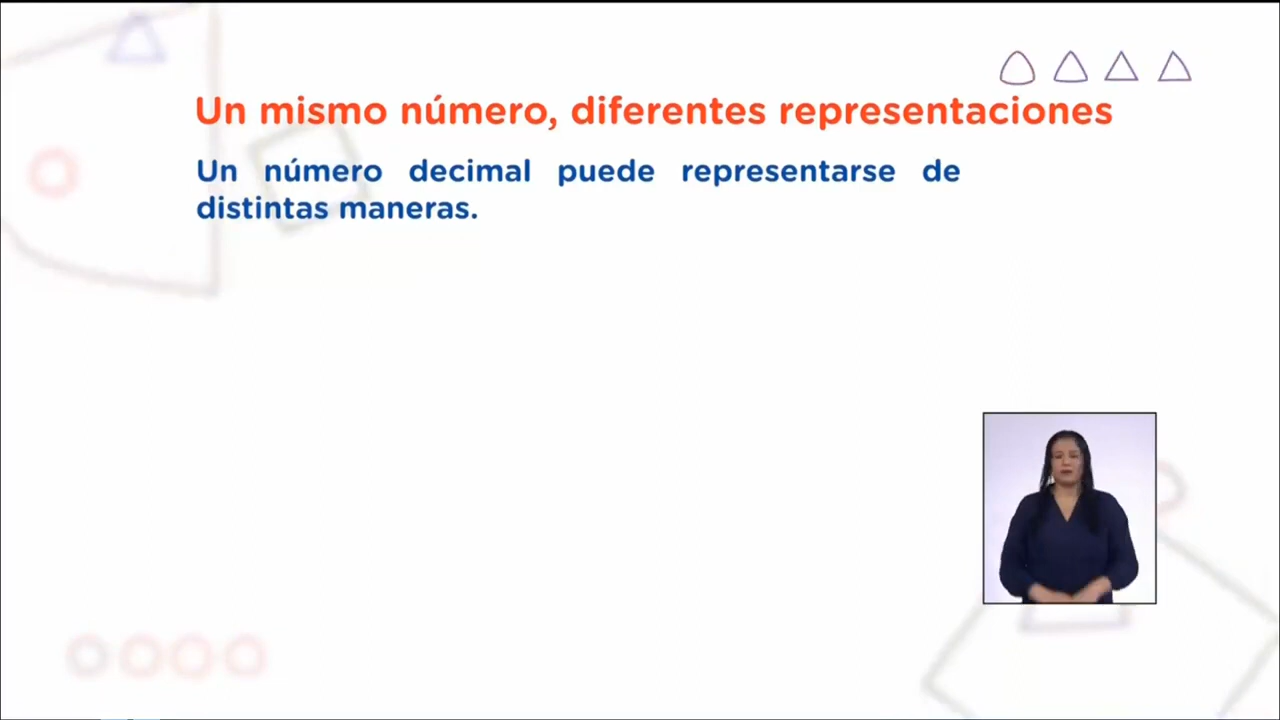 Un mismo número, diferentes representaciones
Un número decimal puede representarse de
distintas maneras.